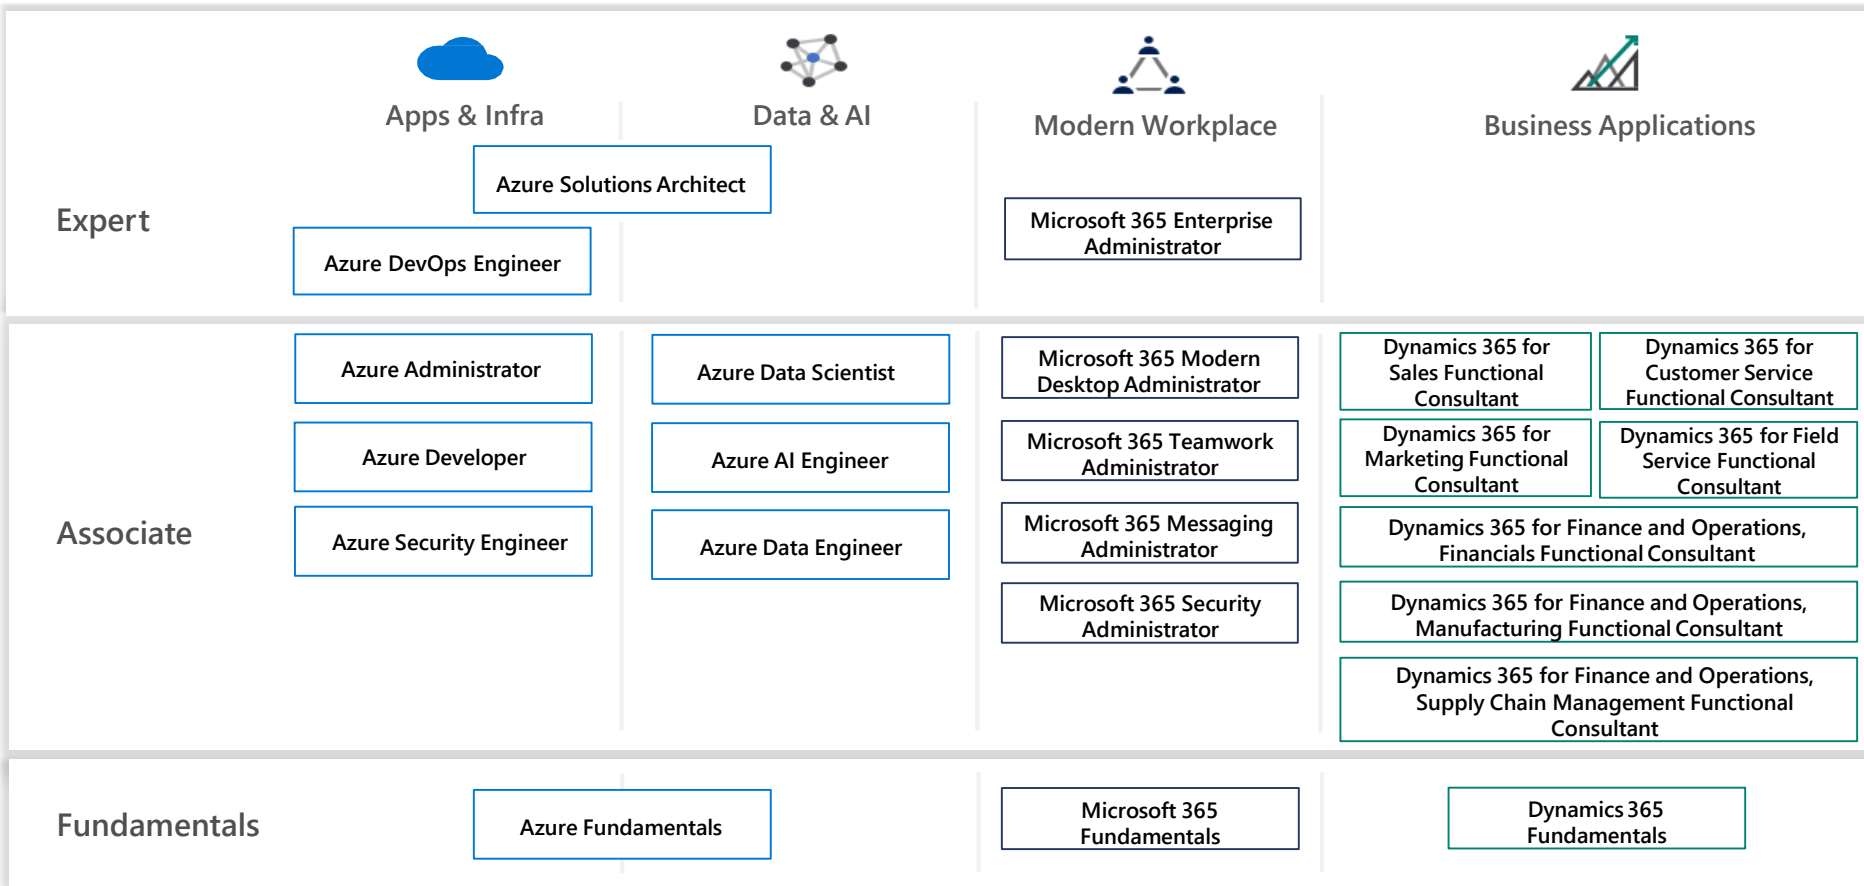 Apps & Infra
Data & AI
Modern Workplace
Business Applications
Expert
Azure Solutions Architect
Azure DevOps Engineer
Microsoft 365 Enterprise
Administrator
Associate
Azure Administrator
Azure Developer
Azure Security Engineer
Azure Data Scientist
Azure AI Engineer
Azure Data Engineer
Microsoft 365 Modern
Desktop Administrator
Microsoft 365 Teamwork
Administrator
Microsoft 365 Messaging
Administrator
Microsoft 365 Security
Administrator
Dynamics 365 for
Sales Functional
Consultant
Dynamics 365 for
Customer Service
Functional Consultant
Dynamics 365 for
Marketing Functional
Consultant
Dynamics 365 for Field
Service Functional
Consultant
Dynamics 365 for Finance and Operations,
Financials Functional Consultant
Dynamics 365 for Finance and Operations,
Manufacturing Functional Consultant
Dynamics 365 for Finance and Operations,
Supply Chain Management Functional
Consultant
Fundamentals
Azure Fundamentals
Microsoft 365
Fundamentals
Dynamics 365
Fundamentals